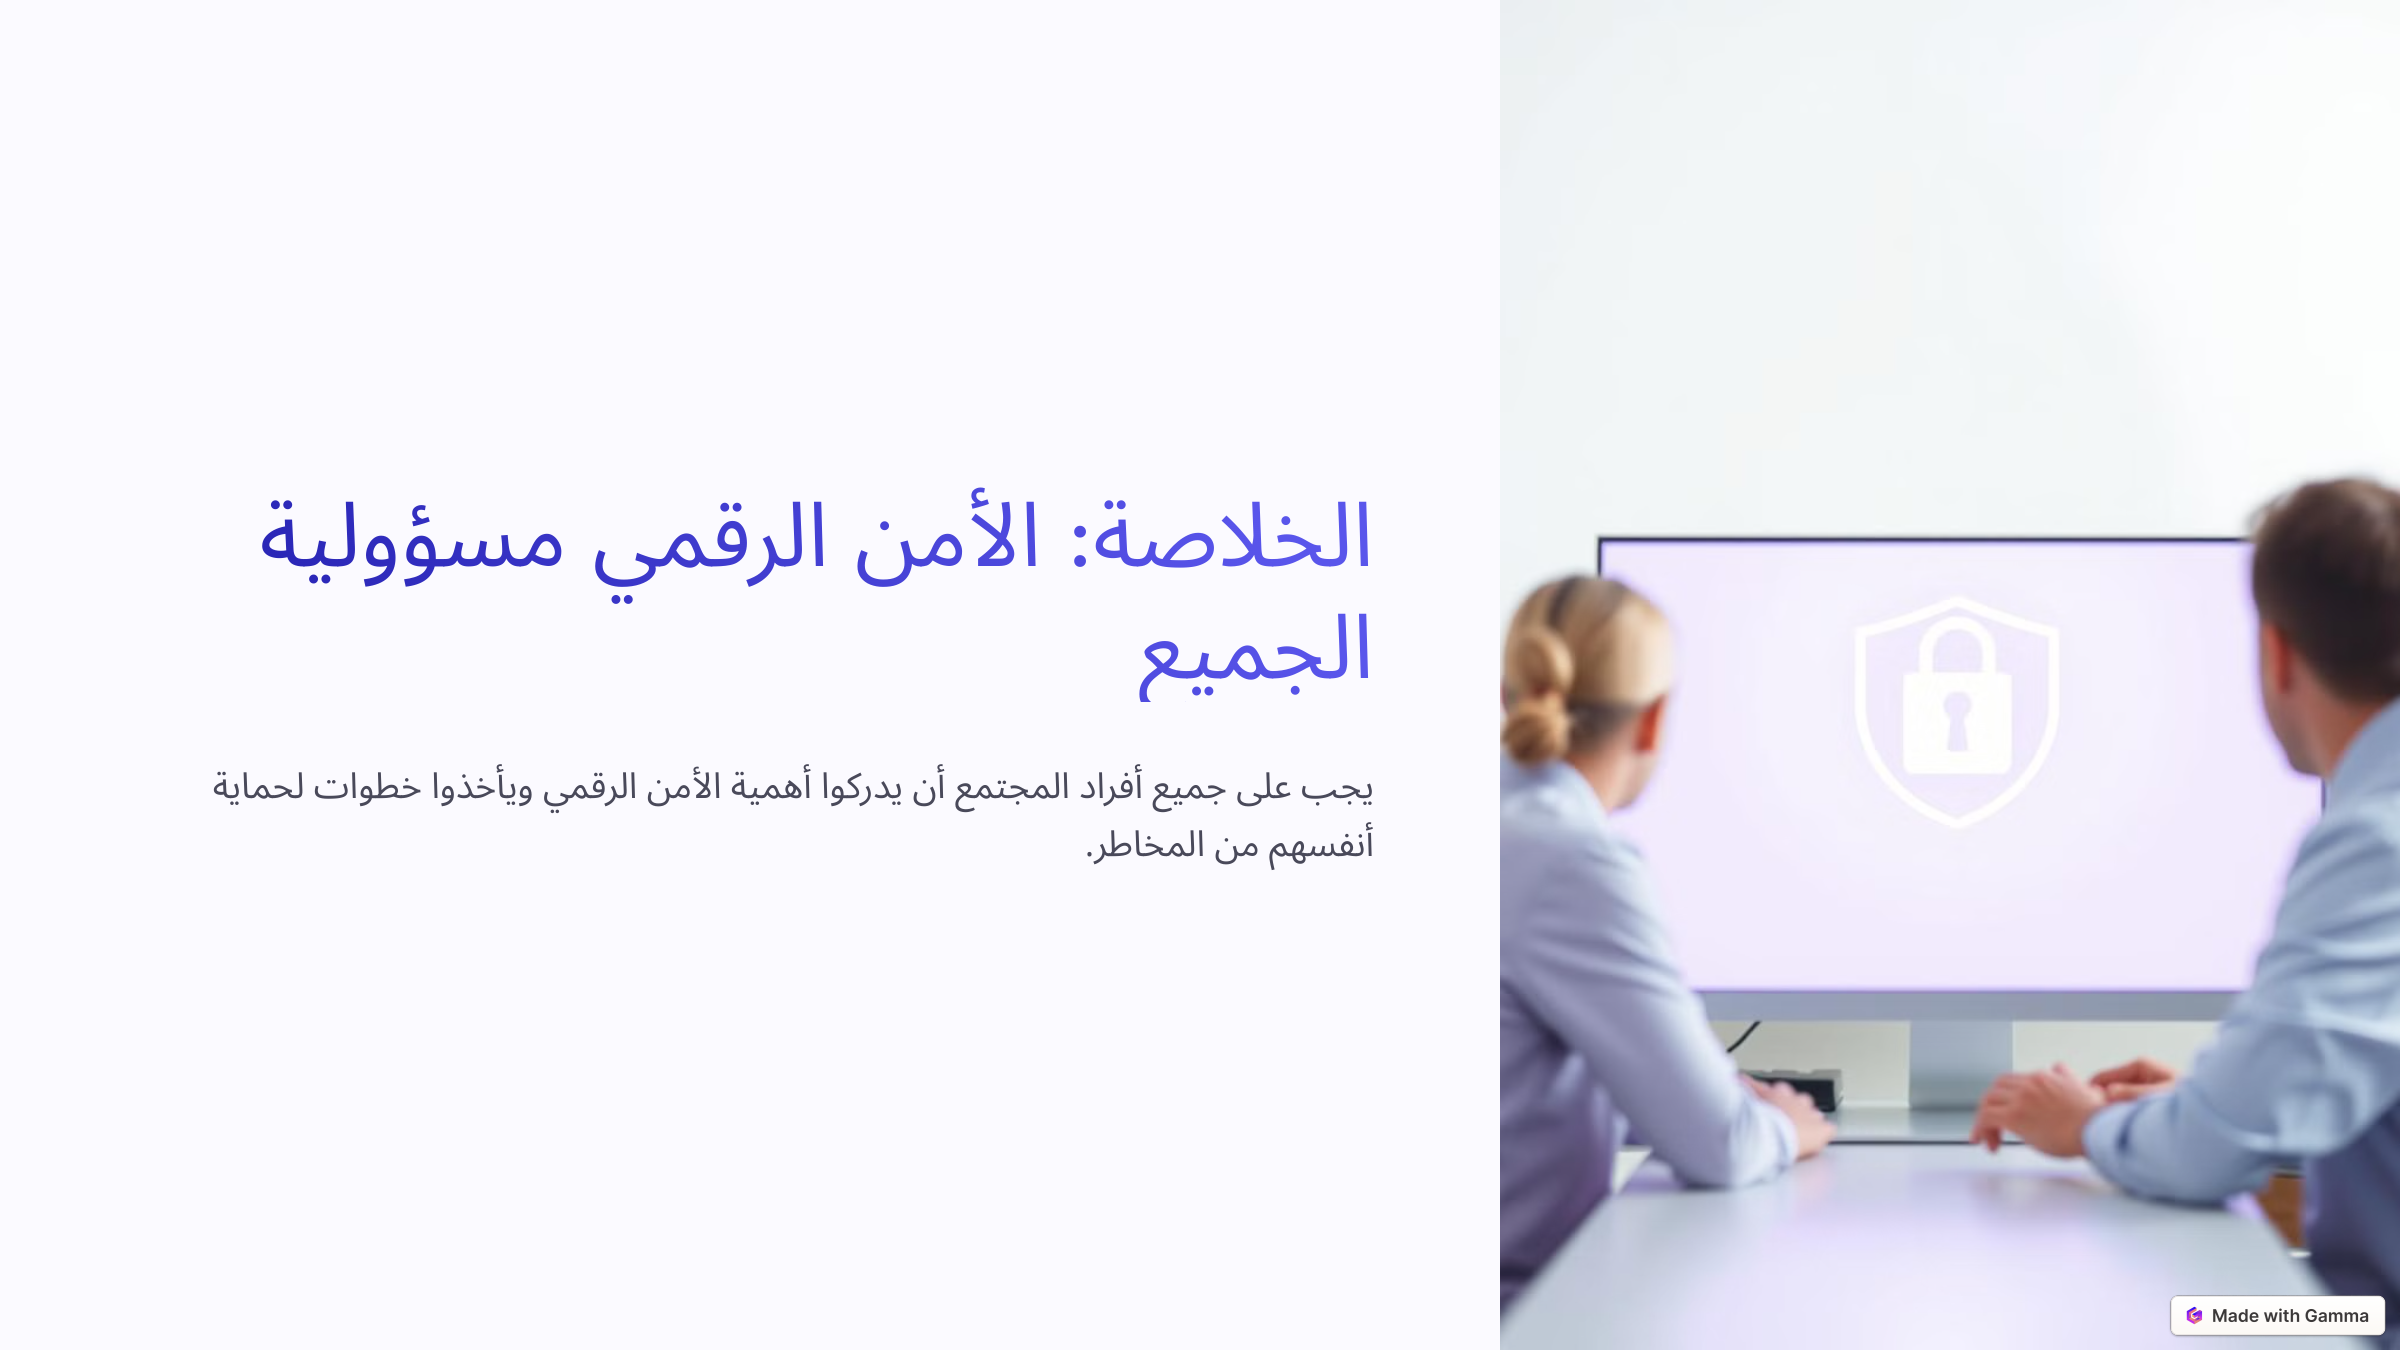 الخلاصة: الأمن الرقمي مسؤولية
الجميع
يجب على جميع أفراد المجتمع أن يدركوا أهمية الأمن الرقمي ويأخذوا خطوات لحماية
أنفسهم من المخاطر.
Made with Gamma